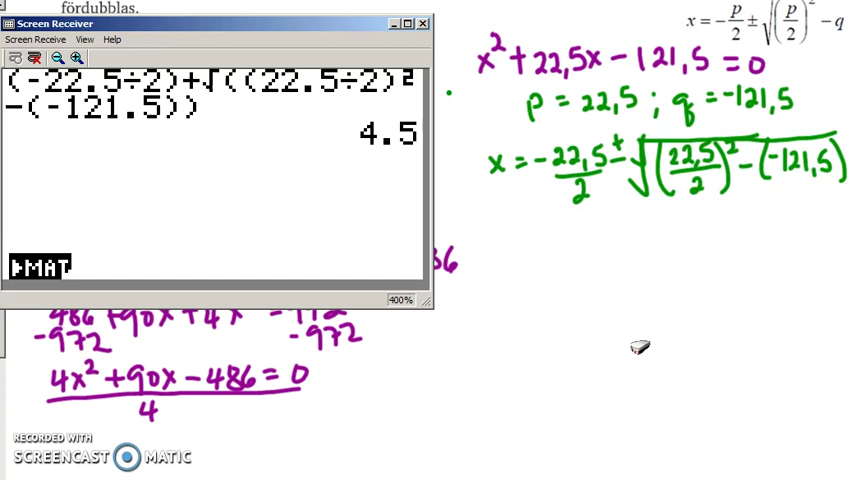 fördubblas.
x = -p/2 ± √((p/2)² - q
Screen Receiver
Screen Receiver View Help
(-22.5÷2)+√((22.5÷2)²
-(-121.5))
4.5
▶MAT
400%
x² + 22,5x - 121,5 = 0
p = 22,5 ; q = -121,5
x = -22,5/2 ± √((22,5/2)² - (-121,5)
486 + 90x + 4x² = 972
-972 -972
4x² + 90x - 486 = 0
4
RECORDED WITH
SCREENCAST MATIC